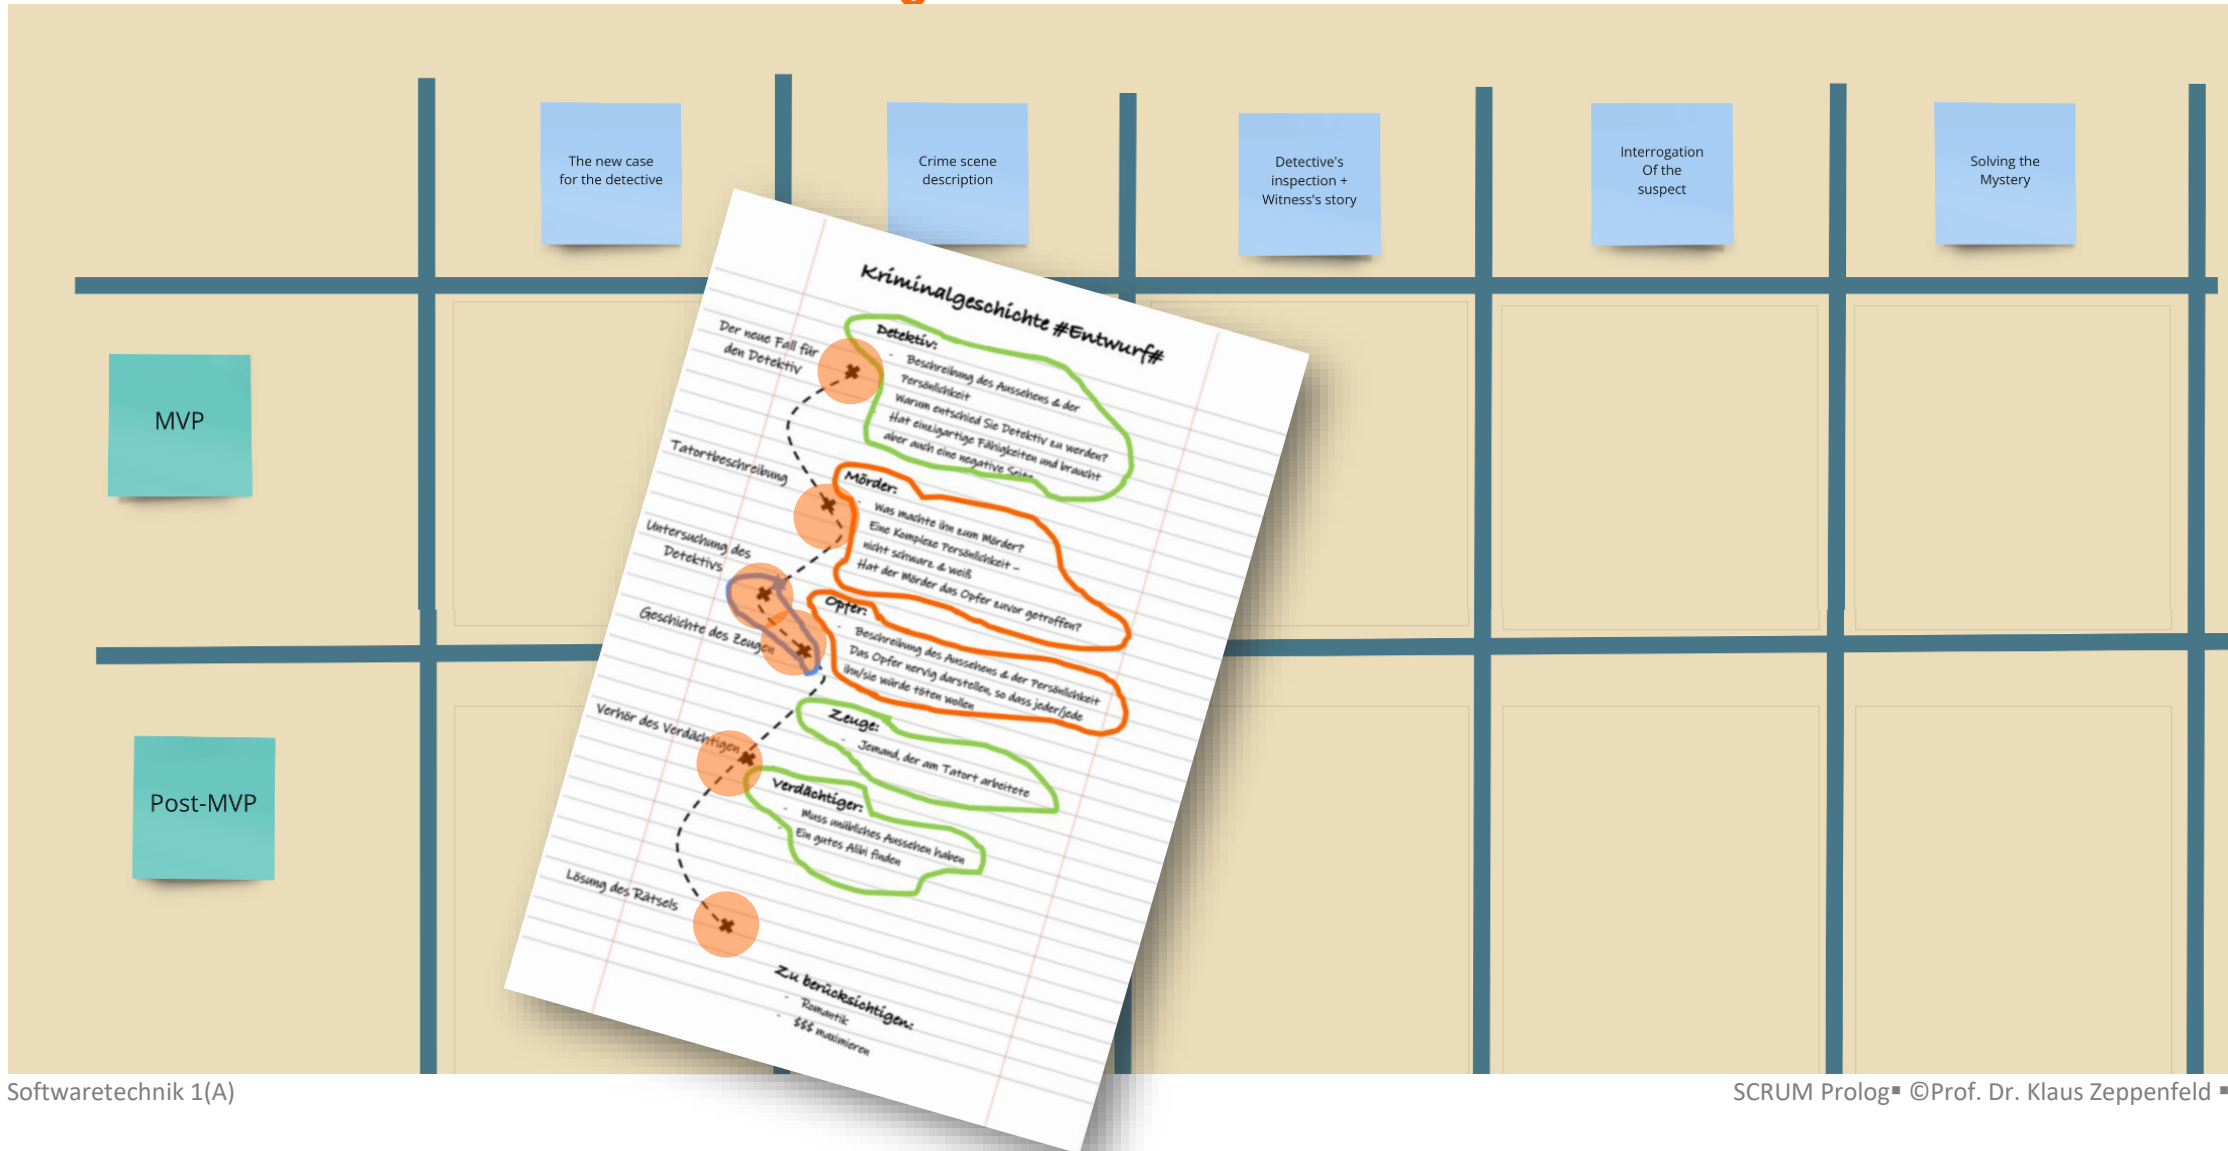 The new case
for the detective
Crime scene
description
Detective's
inspection +
Witness's story
Interrogation
Of the
suspect
Solving the
Mystery
MVP
Post-MVP
Kriminalgeschichte #Entwurf#
Der neue Fall für
den Detektiv
Tatortbeschreibung
Untersuchung des
Detektivs
Geschichte des Zeugen
Verhör des Verdächtigen
Lösung des Rätsels
Detektiv:
- Beschreibung des Aussehens & der
Persönlichkeit
Warum entschied Sie Detektiv zu werden?
- Hat einzigartige Fähigkeiten und braucht
aber auch eine negative Seite
Mörder:
- Was machte ihn zum Mörder?
Eine Komplexe Persönlichkeit –
nicht schwarz & weiß
Hat der Mörder das Opfer zuvor getroffen?
Opfer:
- Beschreibung des Aussehens & der Persönlichkeit
Das Opfer nervig darstellen, so dass jeder/jede
ihn/sie würde töten wollen
Zeuge:
- Jemand, der am Tatort arbeitete
Verdächtiger:
- Muss unübliches Aussehen haben
- Ein gutes Alibi finden
Zu berücksichtigen:
- Romantik
- $$$ maximieren
Softwaretechnik 1(A)
SCRUM Prolog▪ ©Prof. Dr. Klaus Zeppenfeld ▪